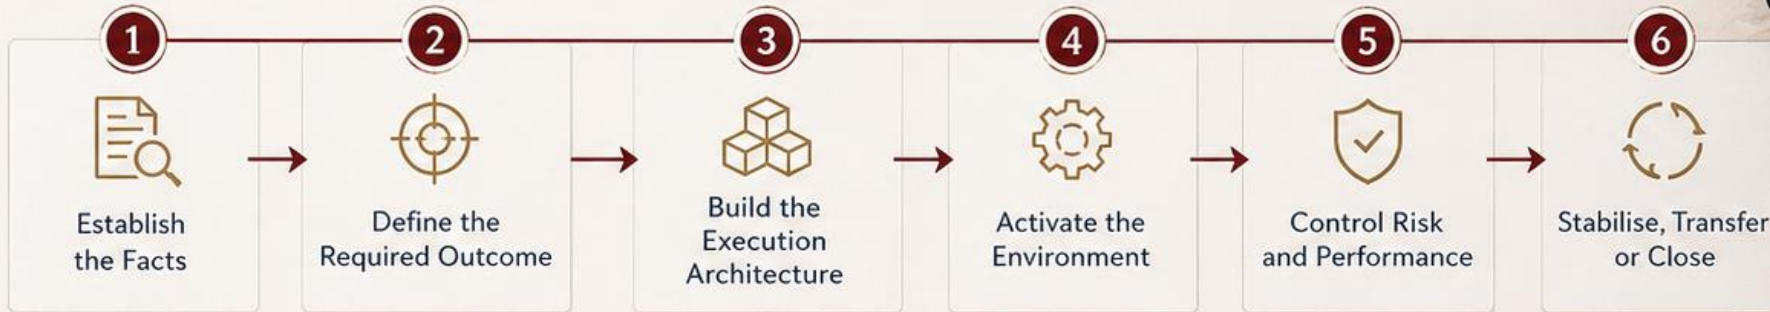 1
Establish
the Facts
2
Define the
Required Outcome
3
Build the
Execution
Architecture
4
Activate the
Environment
5
Control Risk
and Performance
6
Stabilise, Transfer
or Close